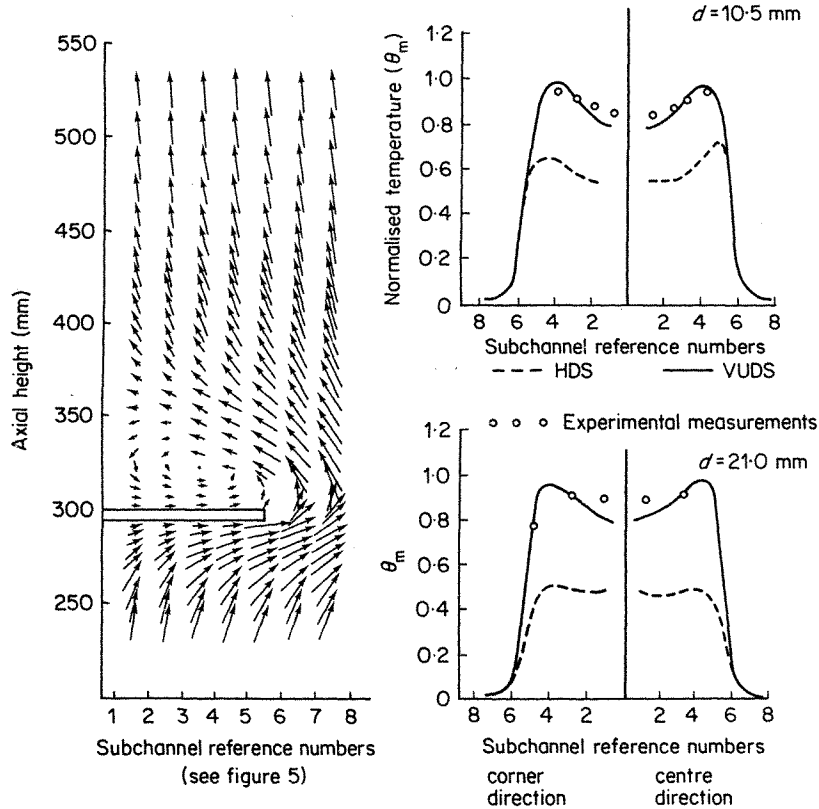 550
500
450
400
350
300
250
Axial height (mm)
1 2 3 4 5 6 7 8
Subchannel reference numbers
(see figure 5)
d=10·5 mm
1·2
1·0
0·8
0·6
0·4
0·2
0
Normalised temperature (θm)
8 6 4 2 2 4 6 8
Subchannel reference numbers
HDS VUDS
Experimental measurements
d=21·0 mm
1·2
1·0
0·8
0·6
0·4
0·2
0
θm
8 6 4 2 2 4 6 8
Subchannel reference numbers
corner direction
centre direction